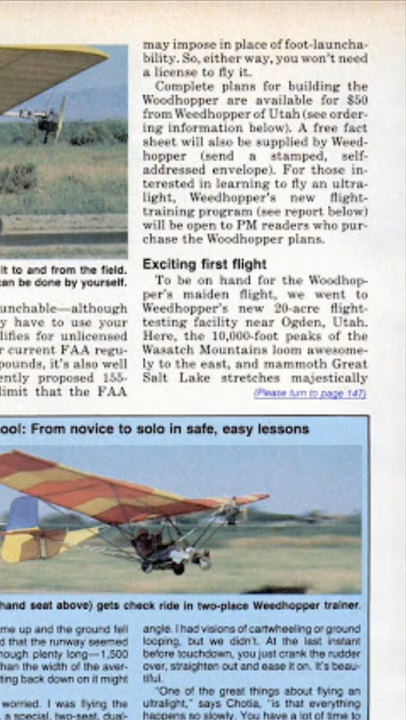 may impose in place of foot-launcha-
bility. So, either way, you won't need
a license to fly it.
Complete plans for building the
Woodhopper are available for $50
from Weedhopper of Utah (see order-
ing information below). A free fact
sheet will also be supplied by Weed-
hopper (send a stamped, self-
addressed envelope). For those in-
terested in learning to fly an ultra-
light, Weedhopper's new flight-
training program (see report below)
will be open to PM readers who pur-
chase the Woodhopper plans.
Exciting first flight
To be on hand for the Woodhop-
per's maiden flight, we went to
Weedhopper's new 20-acre flight-
testing facility near Ogden, Utah.
Here, the 10,000-foot peaks of the
Wasatch Mountains loom awesome-
ly to the east, and mammoth Great
Salt Lake stretches majestically
(Please turn to page 147)
it to and from the field.
can be done by yourself.
unchable—although
y have to use your
lifies for unlicensed
r current FAA regu-
pounds, it's also well
ently proposed 155-
limit that the FAA
ool: From novice to solo in safe, easy lessons
hand seat above) gets check ride in two-place Weedhopper trainer.
me up and the ground fell
d that the runway seemed
hough plenty long—1,500
than the width of the aver-
ting back down on it might
worried. I was flying the
a special, two-seat, dual-
angle. I had visions of cartwheeling or ground
looping, but we didn't. At the last instant
before touchdown, you just crank the rudder
over, straighten out and ease it on. It's beau-
tiful.
"One of the great things about flying an
ultralight," says Chotia, "is that everything
happens so slowly. You have a lot of time to